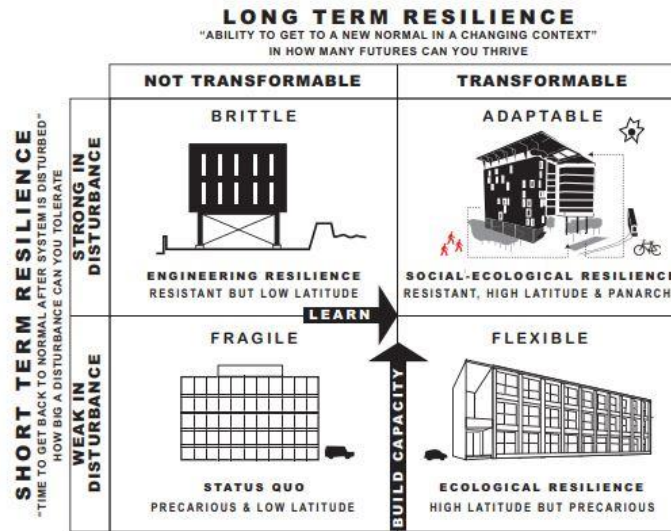 LONG TERM RESILIENCE
“ABILITY TO GET TO A NEW NORMAL IN A CHANGING CONTEXT”
IN HOW MANY FUTURES CAN YOU THRIVE
NOT TRANSFORMABLE
TRANSFORMABLE
SHORT TERM RESILIENCE
“TIME TO GET BACK TO NORMAL AFTER SYSTEM IS DISTURBED”
HOW BIG A DISTURBANCE CAN YOU TOLERATE
STRONG IN
DISTURBANCE
BRITTLE
ENGINEERING RESILIENCE
RESISTANT BUT LOW LATITUDE
ADAPTABLE
SOCIAL-ECOLOGICAL RESILIENCE
RESISTANT, HIGH LATITUDE & PANARCH
LEARN
WEAK IN
DISTURBANCE
FRAGILE
STATUS QUO
PRECARIOUS & LOW LATITUDE
BUILD CAPACITY
FLEXIBLE
ECOLOGICAL RESILIENCE
HIGH LATITUDE BUT PRECARIOUS